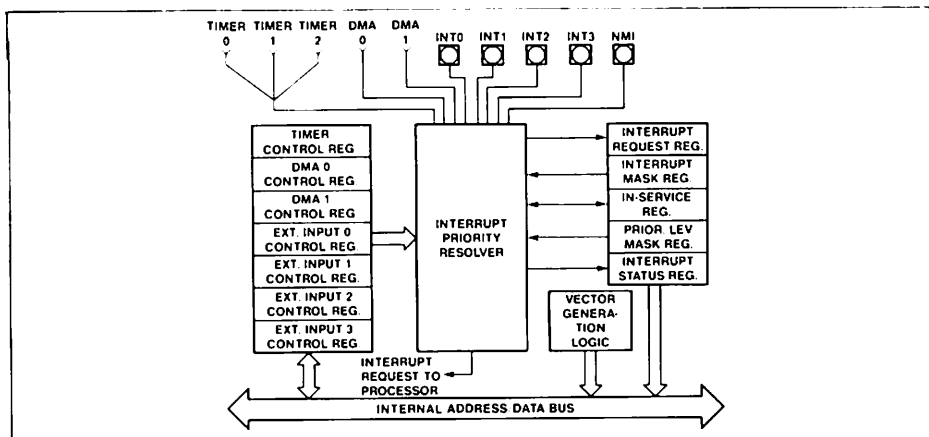 TIMER TIMER TIMER DMA DMA
0 1 2 0 1
INT0 INT1 INT2 INT3 NMI
TIMER
CONTROL REG.
DMA 0
CONTROL REG
DMA 1
CONTROL REG
EXT. INPUT 0
CONTROL REG.
EXT. INPUT 1
CONTROL REG.
EXT. INPUT 2
CONTROL REG.
EXT. INPUT 3
CONTROL REG.
INTERRUPT
PRIORITY
RESOLVER
INTERRUPT
REQUEST REG.
INTERRUPT
MASK REG.
IN-SERVICE
REG.
PRIOR. LEV
MASK REG.
INTERRUPT
STATUS REG.
VECTOR
GENERA-
TION
LOGIC
INTERRUPT
REQUEST TO
PROCESSOR
INTERNAL ADDRESS DATA BUS